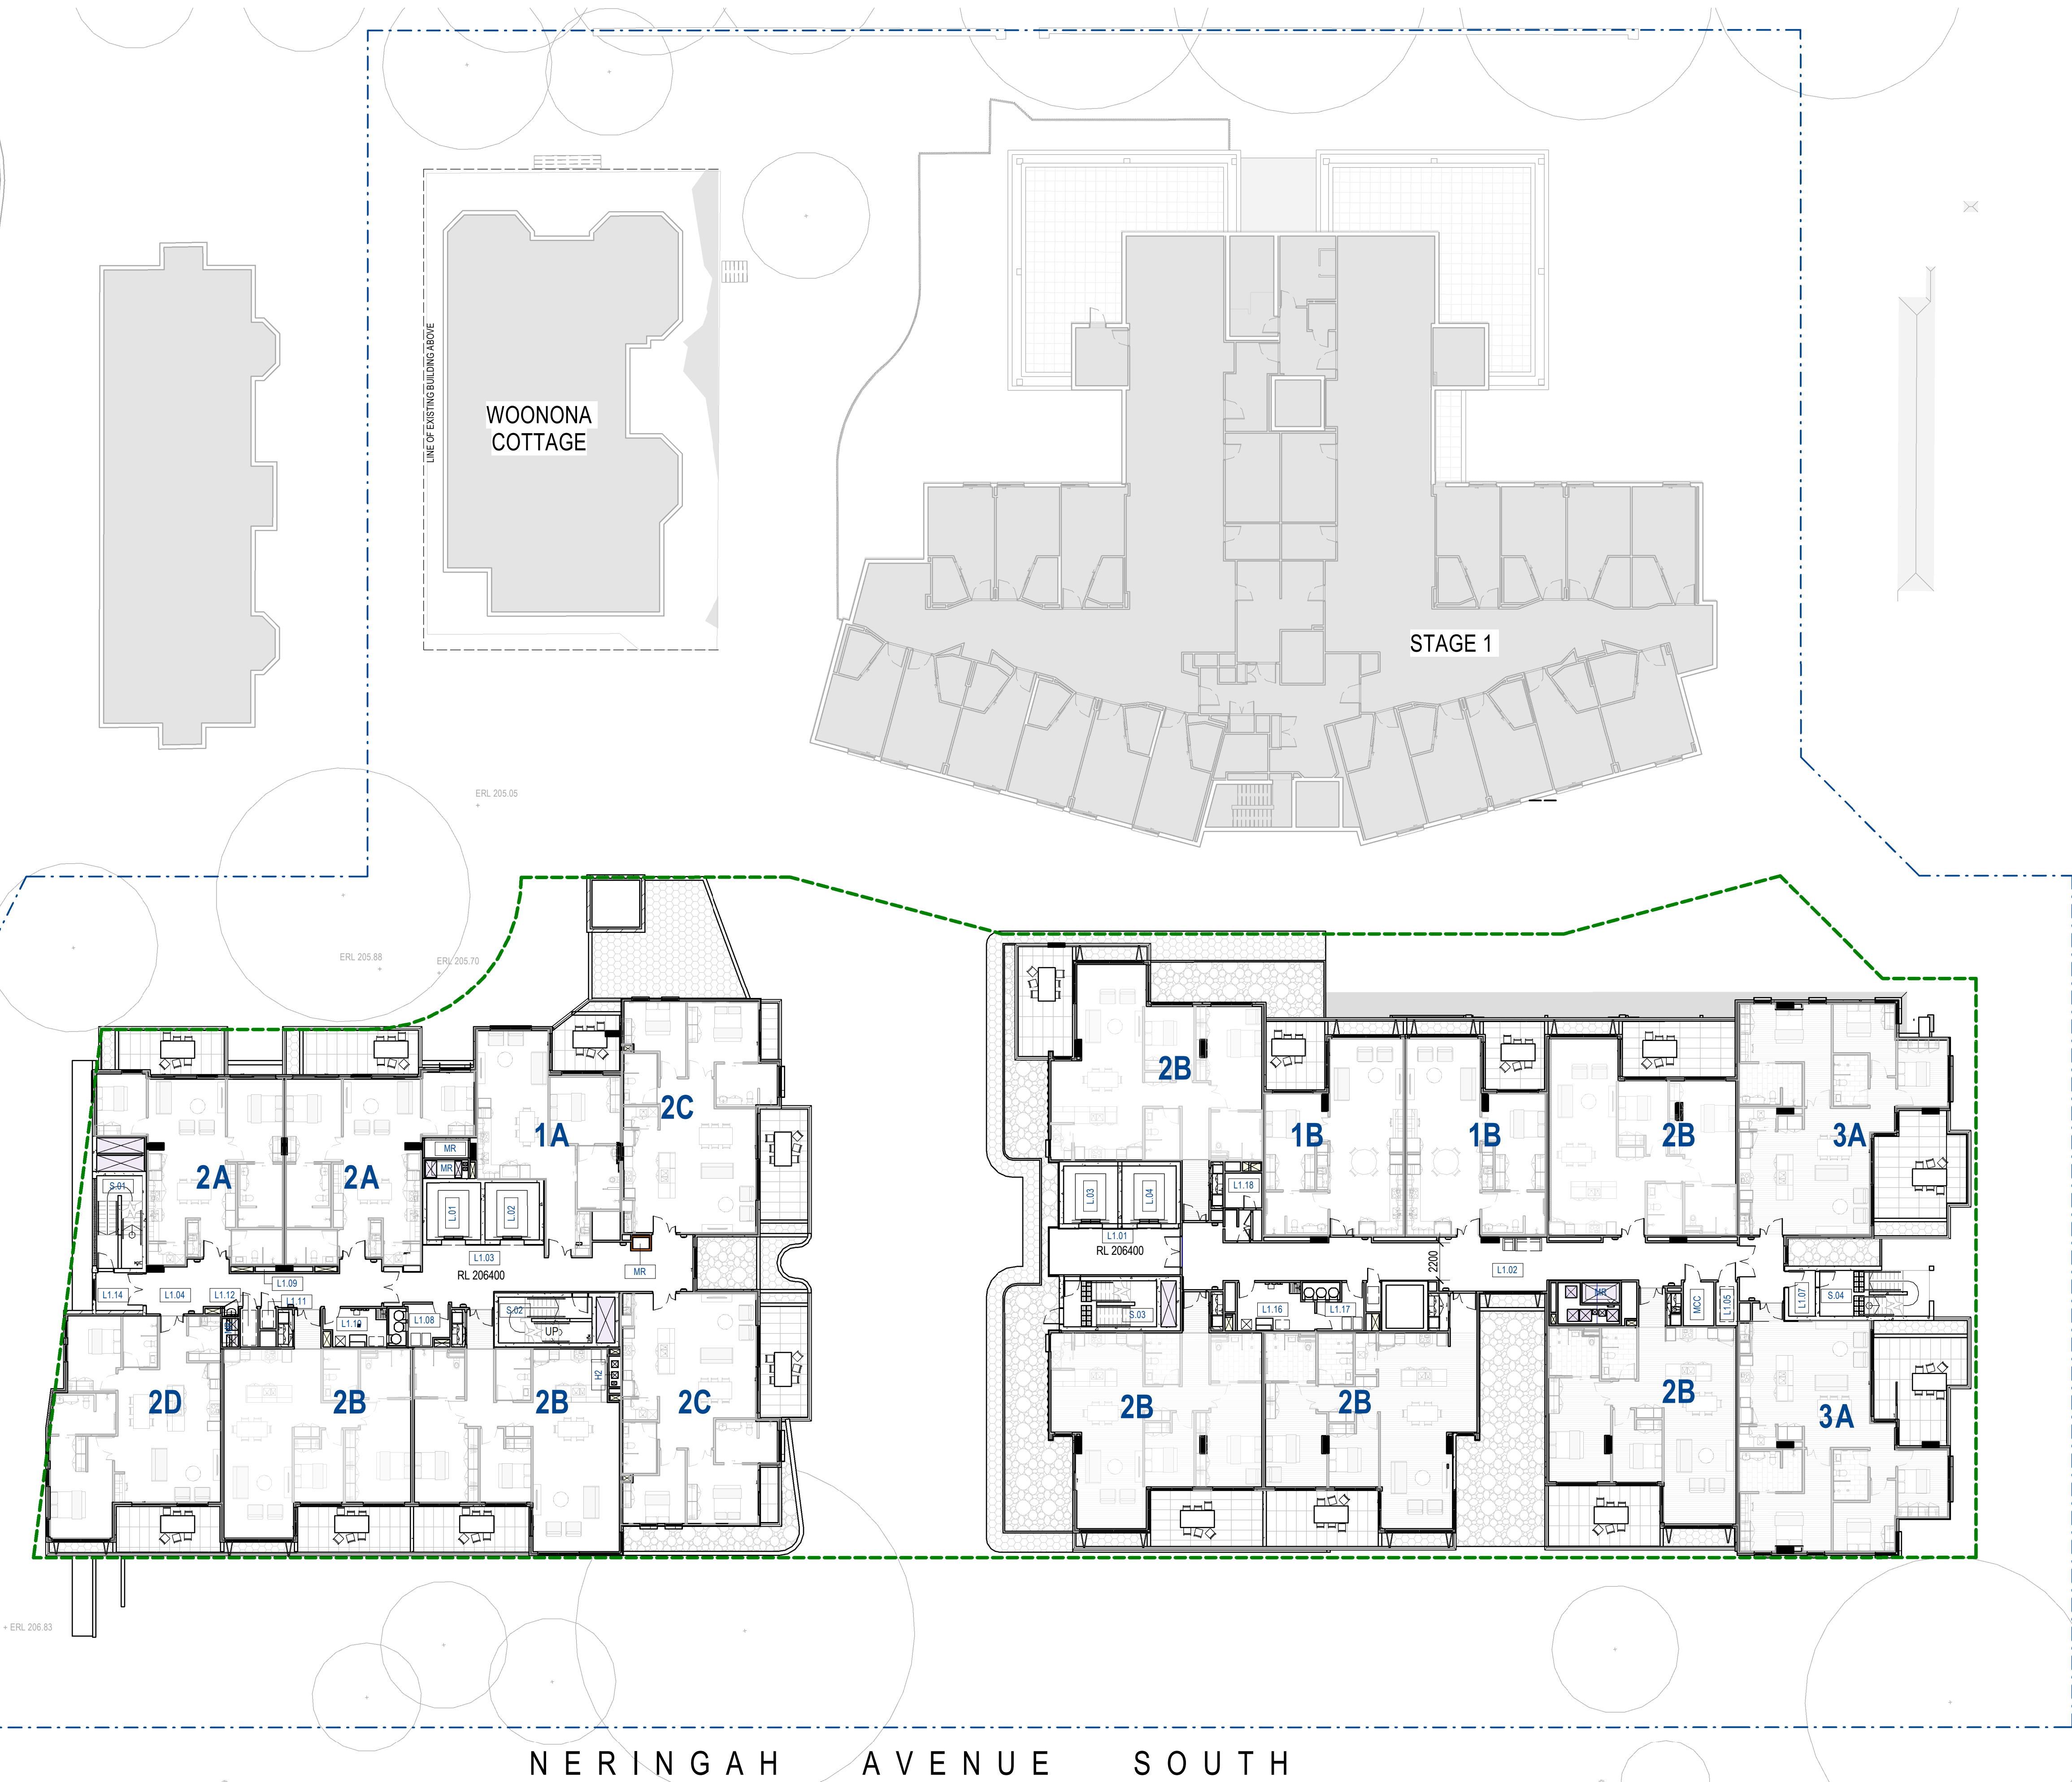 LINE OF EXISTING BUILDING ABOVE
WOONONA
COTTAGE
STAGE 1
ERL 205.05
ERL 205.88
ERL 205.70
2A
2A
1A
2C
MR
MR
S.01
L.01
L.02
L1.03
RL 206400
MR
L1.09
L1.14
L1.04
L1.12
L1.11
L1.08
S.02
UP
H2
2D
2B
2B
2C
2B
1B
1B
2B
3A
L.03
L.04
L1.18
L1.01
RL 206400
2200
L1.02
S.03
L1.16
L1.17
MR
MCC
L1.05
L1.07
S.04
2B
2B
2B
3A
+ ERL 206.83
NERINGAH AVENUE SOUTH